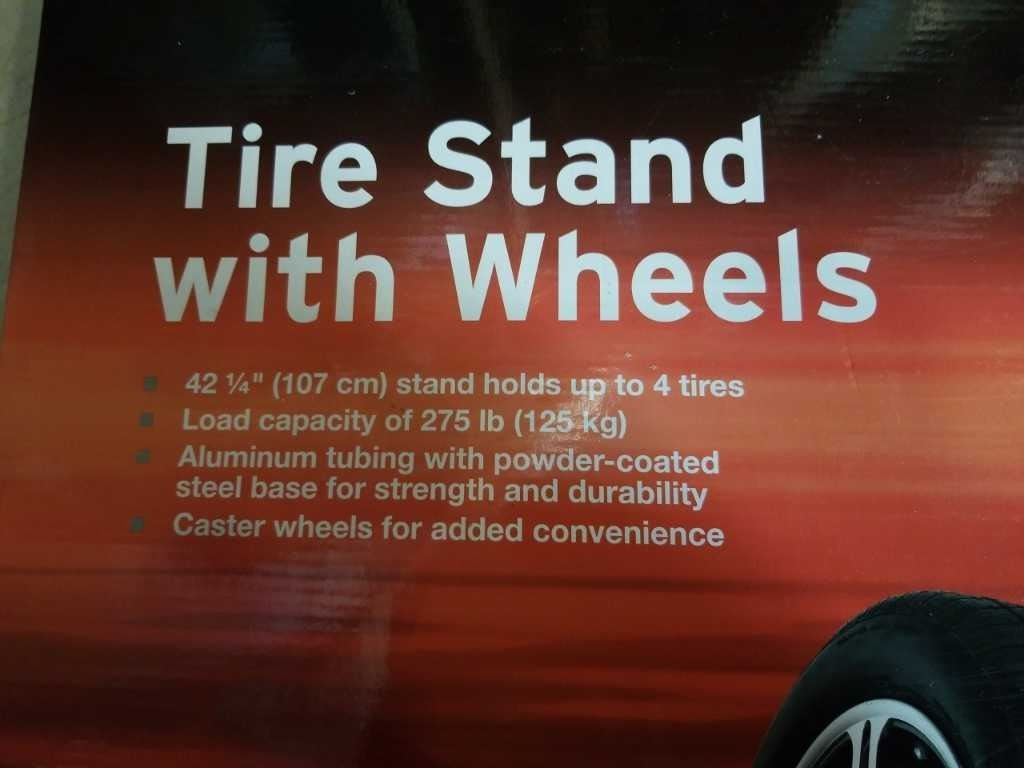 Tire Stand
with Wheels
▪ 42 ¼" (107 cm) stand holds up to 4 tires
▪ Load capacity of 275 lb (125 kg)
▪ Aluminum tubing with powder-coated
steel base for strength and durability
▪ Caster wheels for added convenience